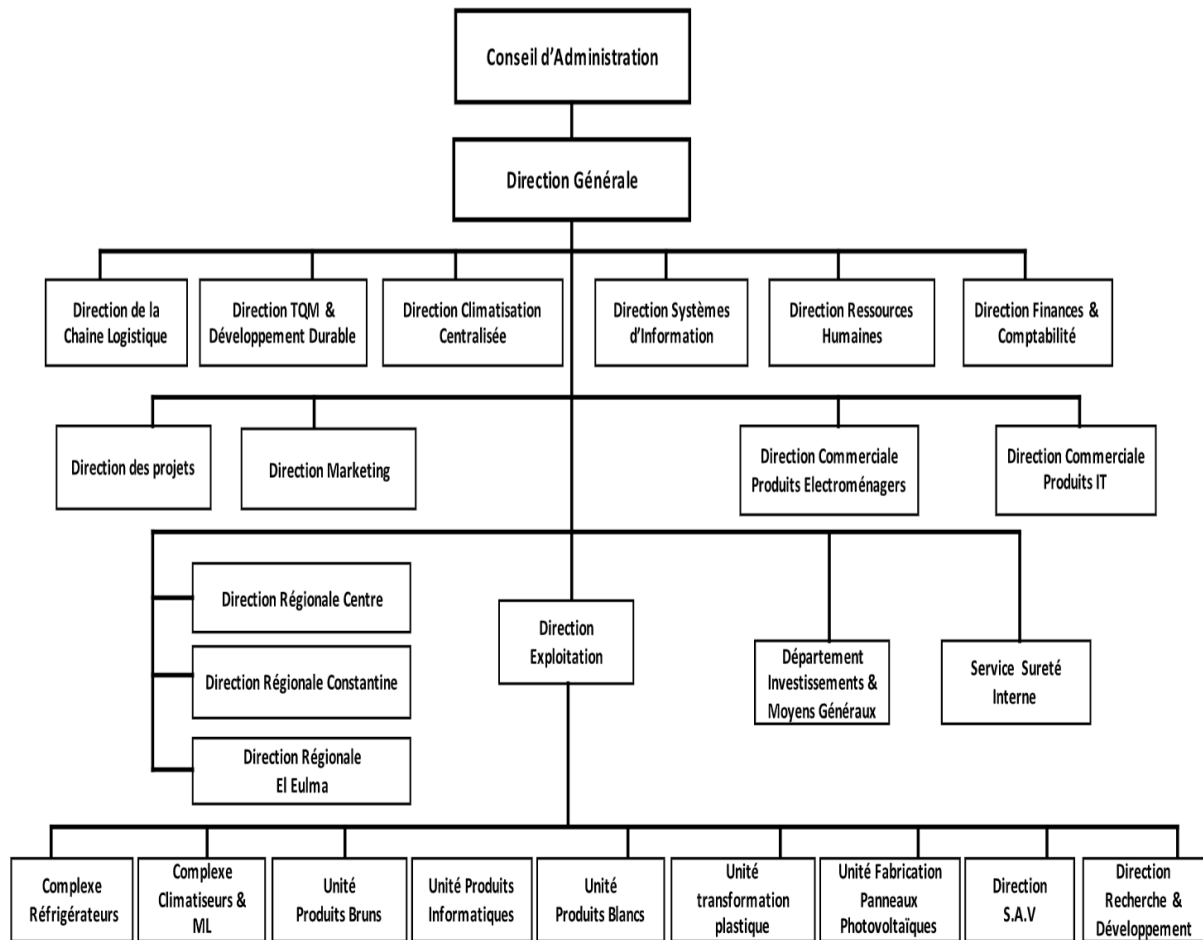 Conseil d'Administration
Direction Générale
Direction de la
Chaine Logistique
Direction TQM &
Développement Durable
Direction Climatisation
Centralisée
Direction Systèmes
d'Information
Direction Ressources
Humaines
Direction Finances &
Comptabilité
Direction des projets
Direction Marketing
Direction Commerciale
Produits Electroménagers
Direction Commerciale
Produits IT
Direction Régionale Centre
Direction Régionale Constantine
Direction Régionale
El Eulma
Direction
Exploitation
Département
Investissements &
Moyens Généraux
Service Sureté
Interne
Complexe
Réfrigérateurs
Complexe
Climatiseurs &
ML
Unité
Produits Bruns
Unité Produits
Informatiques
Unité
Produits Blancs
Unité
transformation
plastique
Unité Fabrication
Panneaux
Photovoltaïques
Direction
S.A.V
Direction
Recherche &
Développement